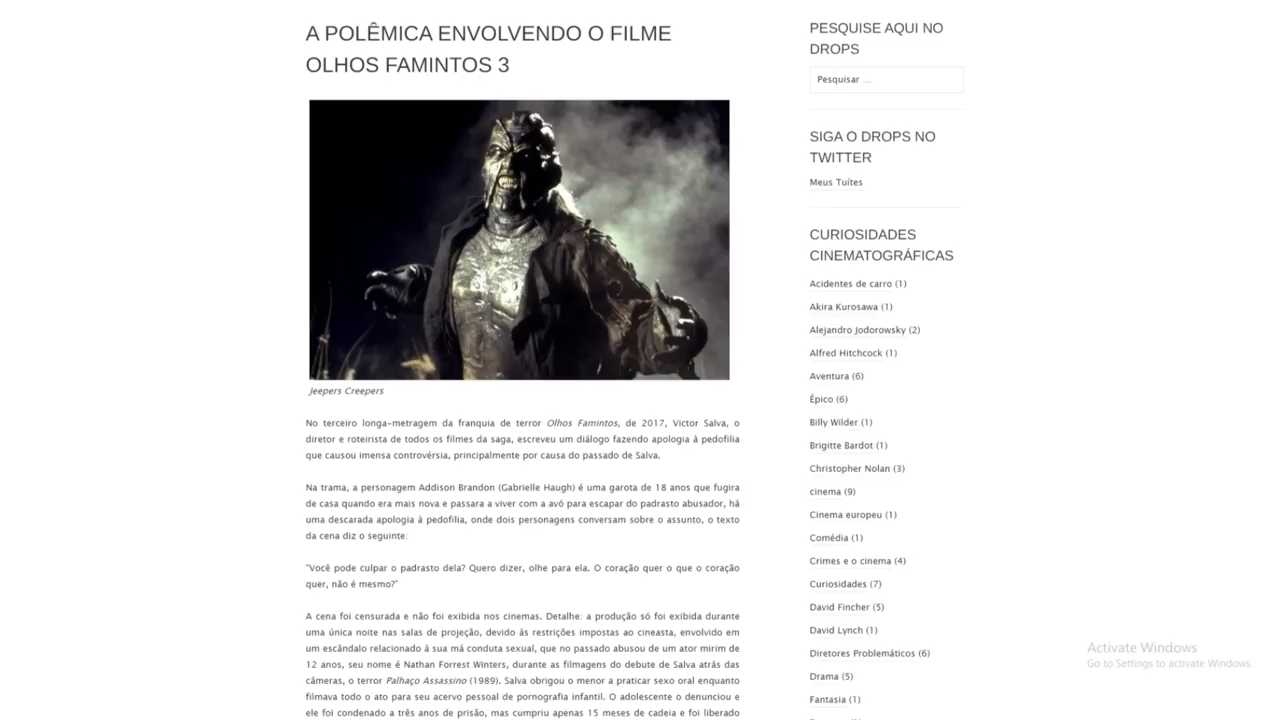 A POLÊMICA ENVOLVENDO O FILME
OLHOS FAMINTOS 3
Jeepers Creepers
No terceiro longa-metragem da franquia de terror Olhos Famintos, de 2017, Victor Salva, o
diretor e roteirista de todos os filmes da saga, escreveu um diálogo fazendo apologia à pedofilia
que causou imensa controvérsia, principalmente por causa do passado de Salva.
Na trama, a personagem Addison Brandon (Gabrielle Haugh) é uma garota de 18 anos que fugira
de casa quando era mais nova e passara a viver com a avó para escapar do padrasto abusador, há
uma descarada apologia à pedofilia, onde dois personagens conversam sobre o assunto, o texto
da cena diz o seguinte:
"Você pode culpar o padrasto dela? Quero dizer, olhe para ela. O coração quer o que o coração
quer, não é mesmo?"
A cena foi censurada e não foi exibida nos cinemas. Detalhe: a produção só foi exibida durante
uma única noite nas salas de projeção, devido às restrições impostas ao cineasta, envolvido em
um escândalo relacionado à sua má conduta sexual, que no passado abusou de um ator mirim de
12 anos, seu nome é Nathan Forrest Winters, durante as filmagens do debute de Salva atrás das
câmeras, o terror Palhaço Assassino (1989). Salva obrigou o menor a praticar sexo oral enquanto
filmava todo o ato para seu acervo pessoal de pornografia infantil. O adolescente o denunciou e
ele foi condenado a três anos de prisão, mas cumpriu apenas 15 meses de cadeia e foi liberado
PESQUISE AQUI NO
DROPS
Pesquisar ...
SIGA O DROPS NO
TWITTER
Meus Tuítes
CURIOSIDADES
CINEMATOGRÁFICAS
Acidentes de carro (1)
Akira Kurosawa (1)
Alejandro Jodorowsky (2)
Alfred Hitchcock (1)
Aventura (6)
Épico (6)
Billy Wilder (1)
Brigitte Bardot (1)
Christopher Nolan (3)
cinema (9)
Cinema europeu (1)
Comédia (1)
Crimes e o cinema (4)
Curiosidades (7)
David Fincher (5)
David Lynch (1)
Diretores Problemáticos (6)
Drama (5)
Fantasia (1)
Activate Windows
Go to Settings to activate Windows.